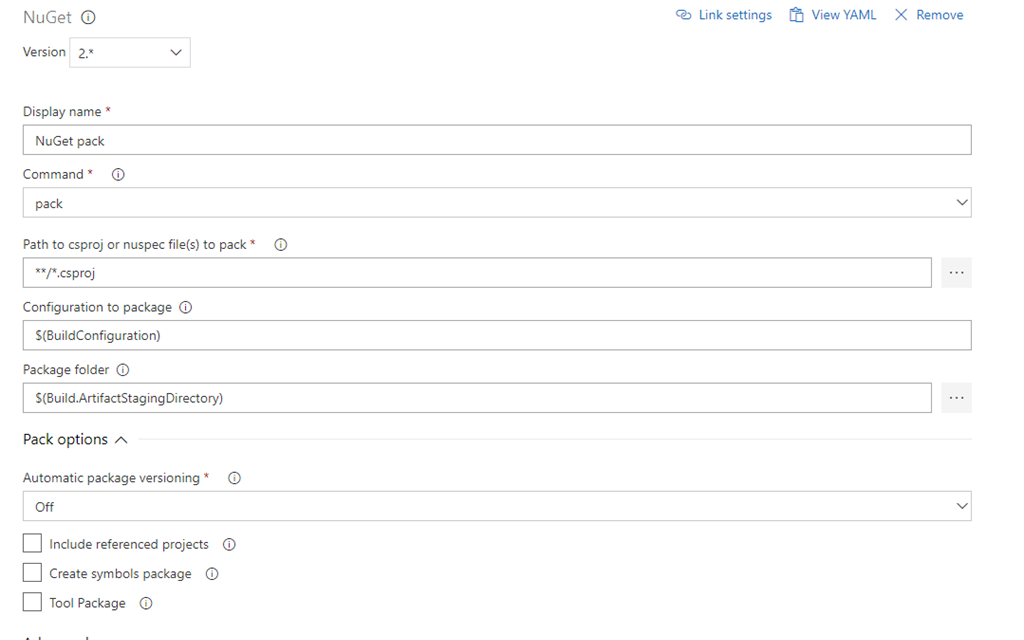 NuGet
Link settings View YAML Remove
Version 2.*
Display name *
NuGet pack
Command *
pack
Path to csproj or nuspec file(s) to pack *
**/*.csproj ...
Configuration to package
$(BuildConfiguration)
Package folder
$(Build.ArtifactStagingDirectory) ...
Pack options
Automatic package versioning *
Off
Include referenced projects
Create symbols package
Tool Package